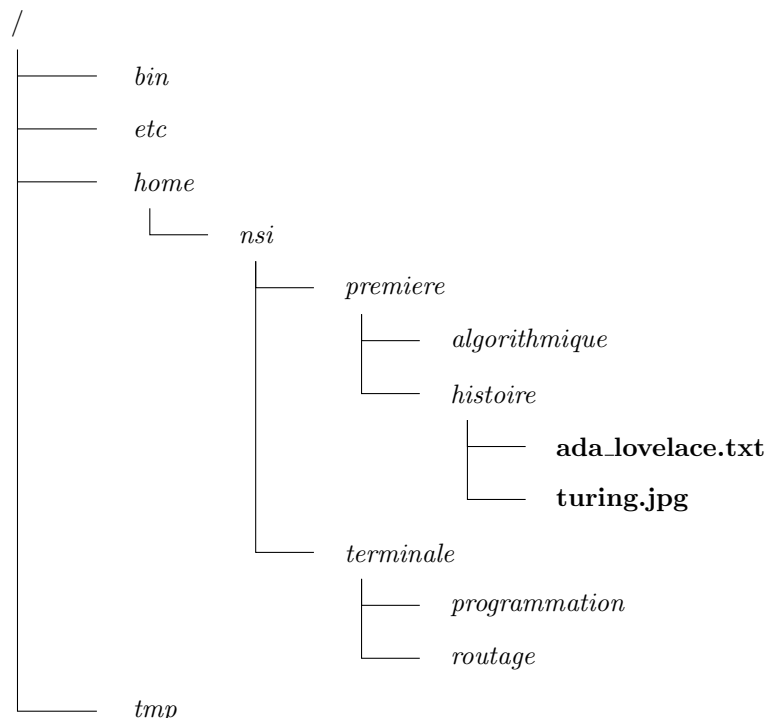 /
bin
etc
home
nsi
premiere
algorithmique
histoire
ada_lovelace.txt
turing.jpg
terminale
programmation
routage
tmp